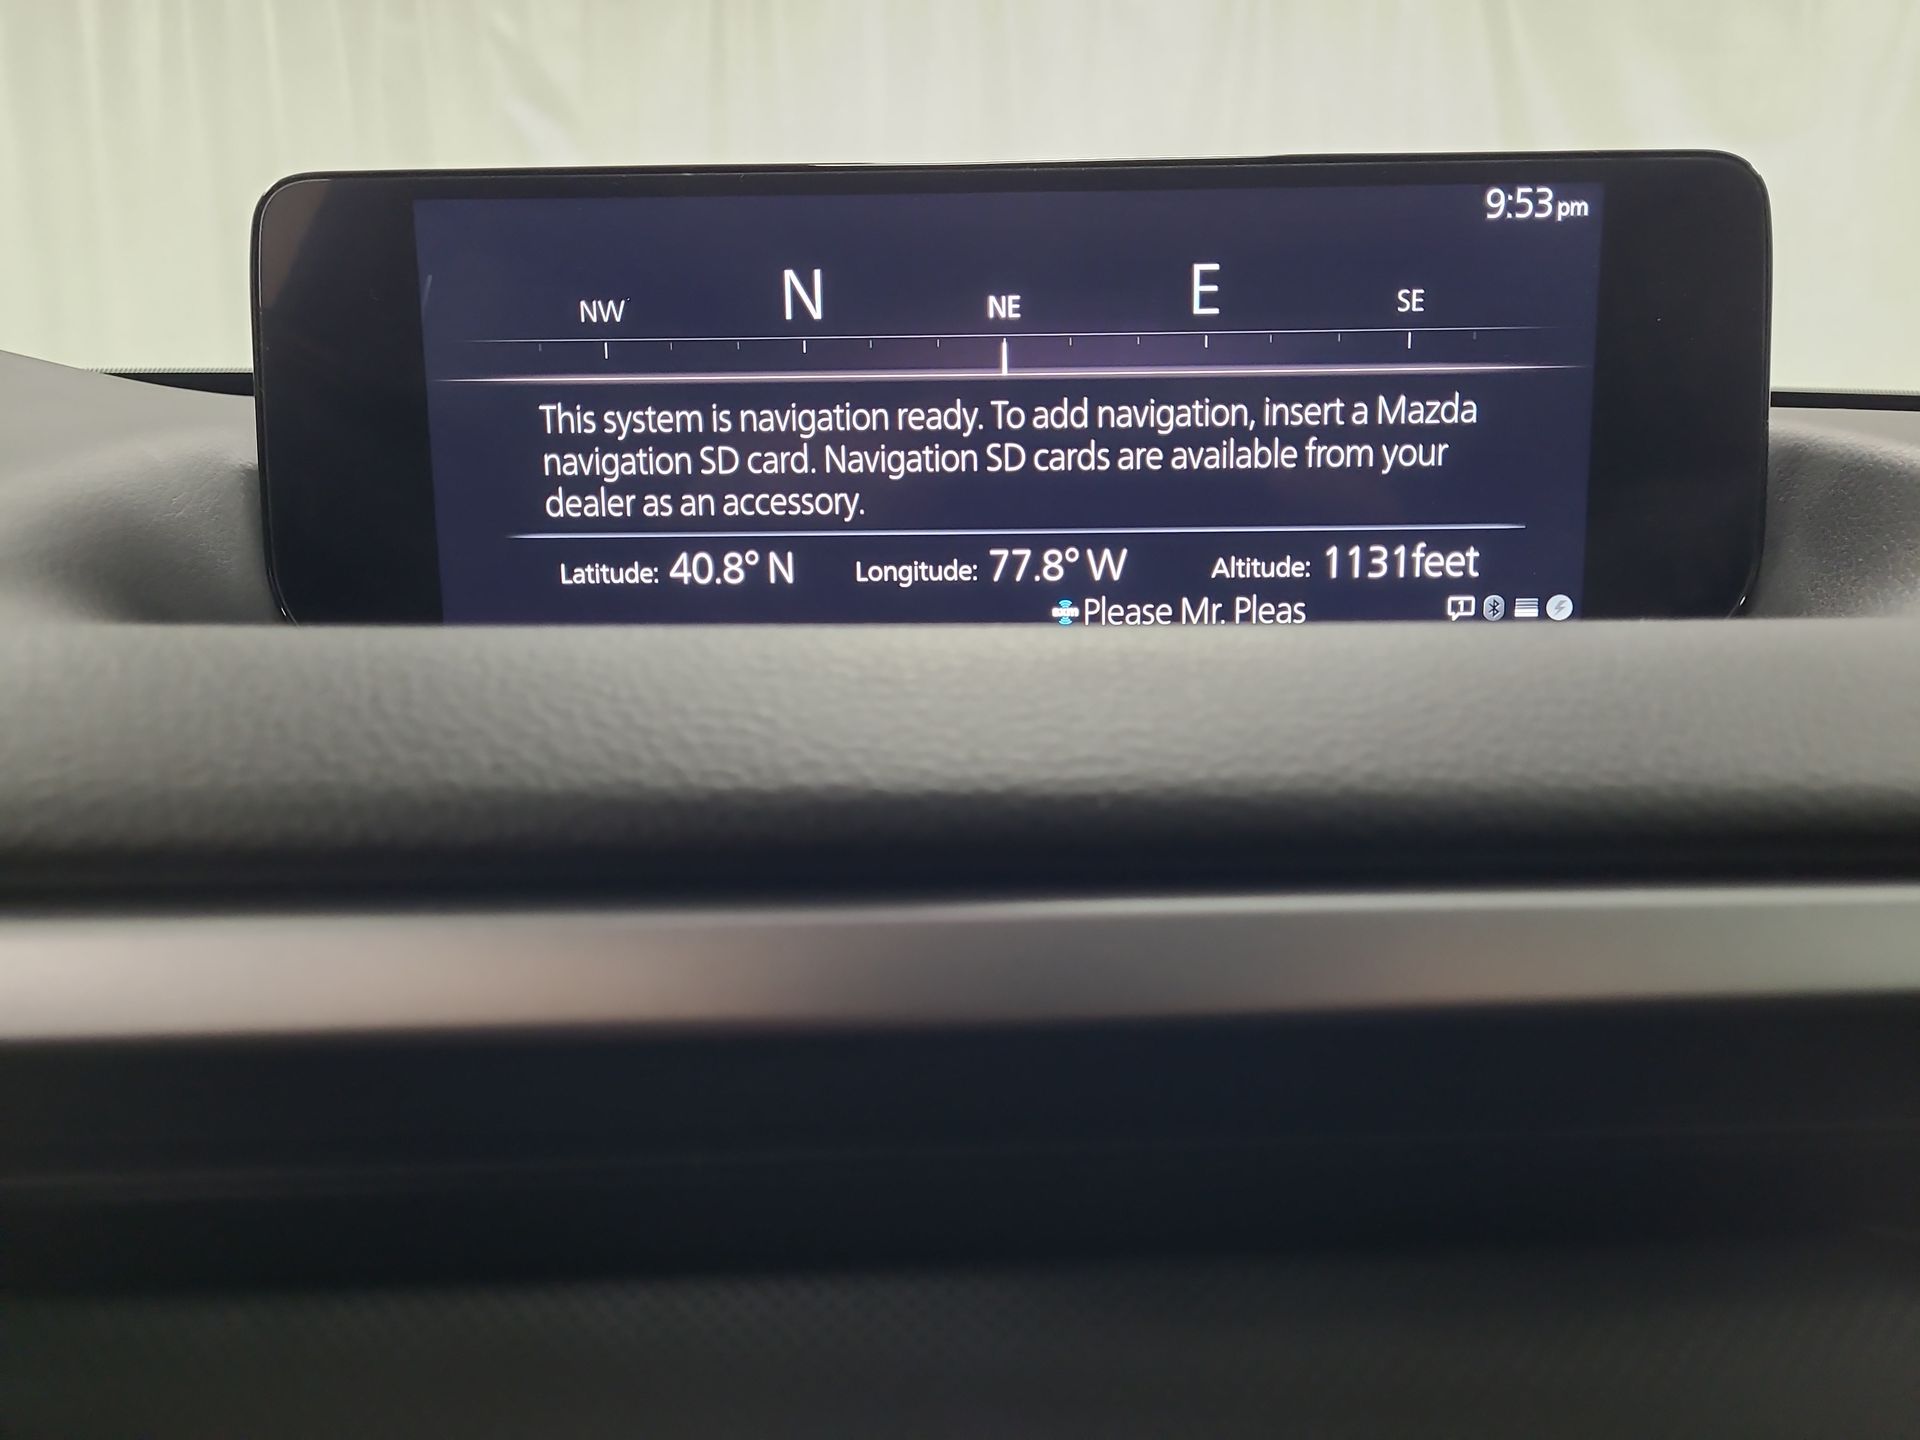 9:53pm
NW N NE E SE
This system is navigation ready. To add navigation, insert a Mazda
navigation SD card. Navigation SD cards are available from your
dealer as an accessory.
Latitude: 40.8° N Longitude: 77.8° W Altitude: 1131feet
sxm Please Mr. Pleas